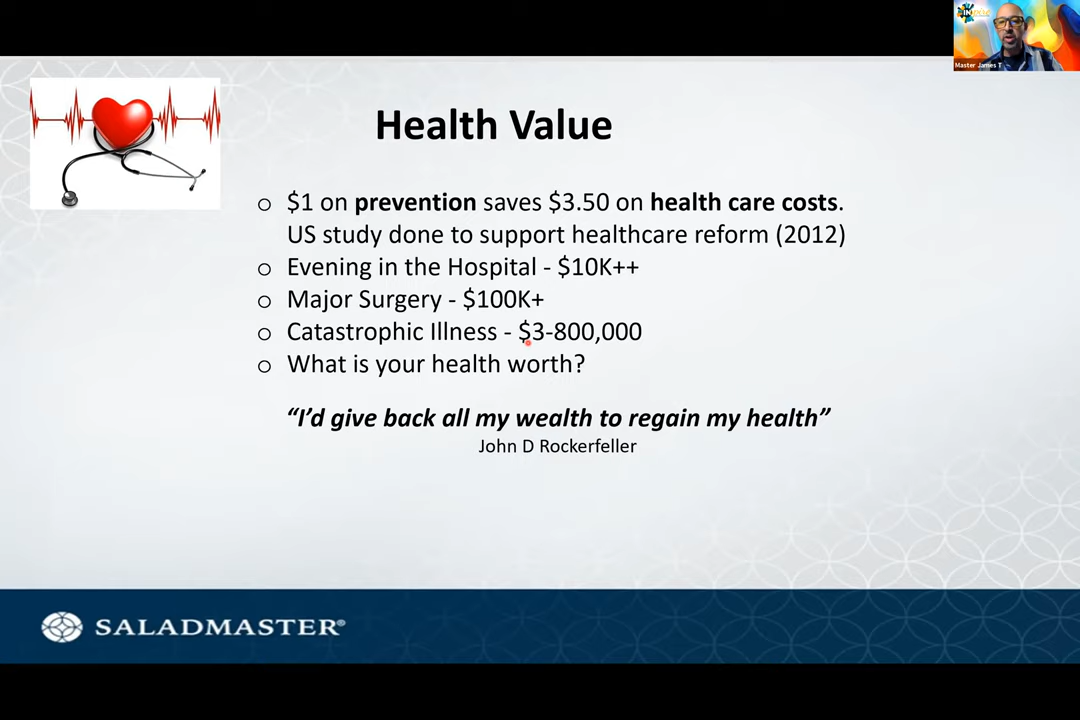 Master James T
Health Value
o $1 on prevention saves $3.50 on health care costs.
US study done to support healthcare reform (2012)
o Evening in the Hospital - $10K++
o Major Surgery - $100K+
o Catastrophic Illness - $3-800,000
o What is your health worth?
“I’d give back all my wealth to regain my health”
John D Rockerfeller
SALADMASTER®